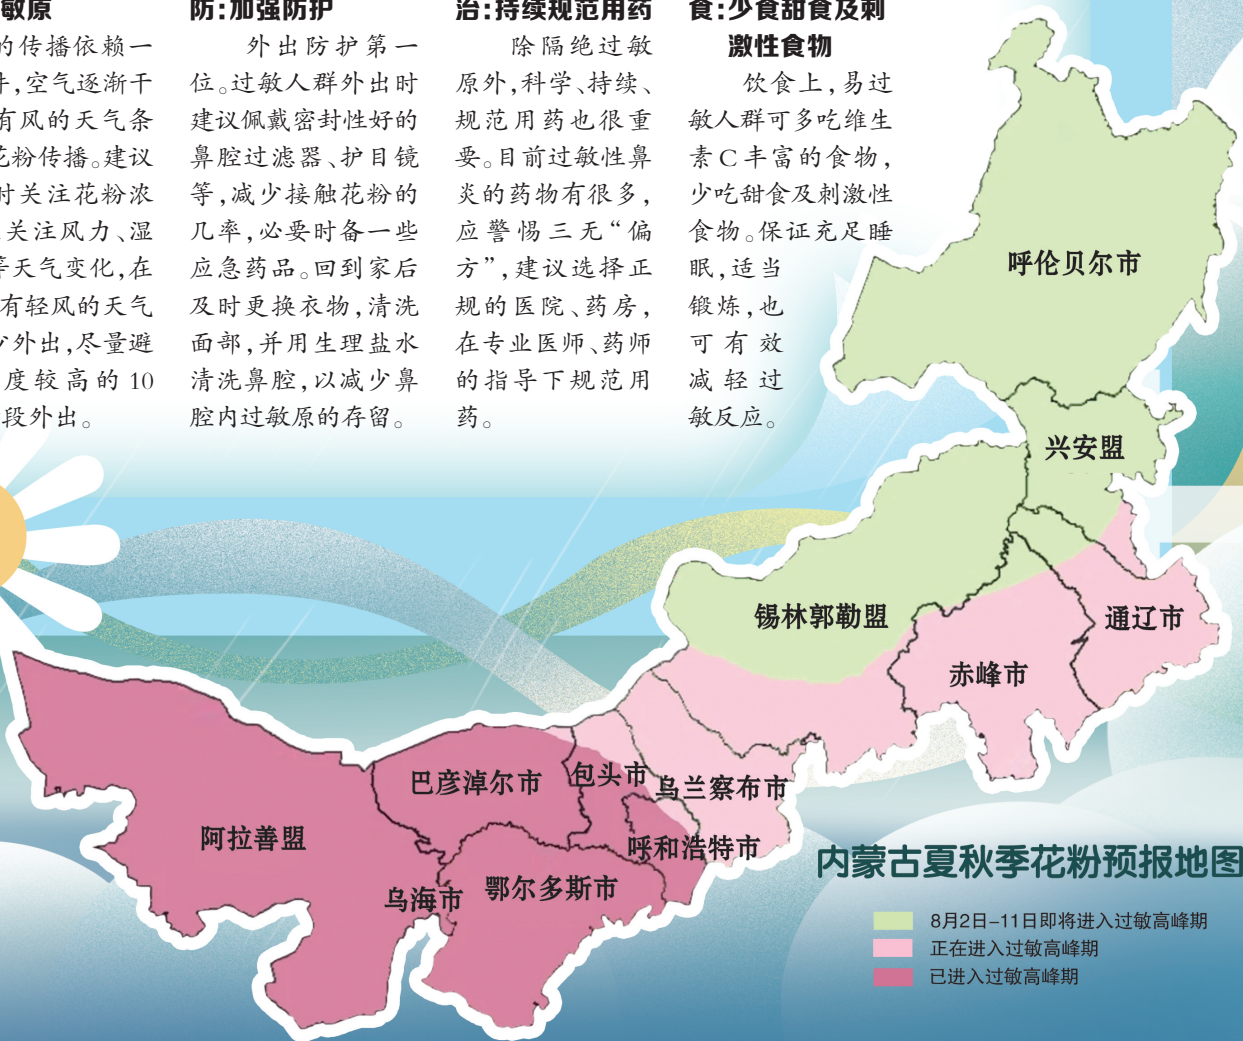 敏原
的传播依赖一
件,空气逐渐干
有风的天气条
花粉传播。建议
时关注花粉浓
关注风力、湿
等天气变化,在
有轻风的天气
少外出,尽量避
度较高的10
段外出。
防:加强防护
外出防护第一
位。过敏人群外出时
建议佩戴密封性好的
鼻腔过滤器、护目镜
等,减少接触花粉的
几率,必要时备一些
应急药品。回到家后
及时更换衣物,清洗
面部,并用生理盐水
清洗鼻腔,以减少鼻
腔内过敏原的存留。
治:持续规范用药
除隔绝过敏
原外,科学、持续、
规范用药也很重
要。目前过敏性鼻
炎的药物有很多,
应警惕三无“偏
方”,建议选择正
规的医院、药房,
在专业医师、药师
的指导下规范用
药。
食:少食甜食及刺
激性食物
饮食上,易过
敏人群可多吃维生
素C丰富的食物,
少吃甜食及刺激性
食物。保证充足睡
眠,适当
锻炼,也
可有效
减轻过
敏反应。
呼伦贝尔市
兴安盟
锡林郭勒盟
通辽市
赤峰市
巴彦淖尔市
包头市
乌兰察布市
阿拉善盟
呼和浩特市
乌海市
鄂尔多斯市
内蒙古夏秋季花粉预报地图
8月2日-11日即将进入过敏高峰期
正在进入过敏高峰期
已进入过敏高峰期